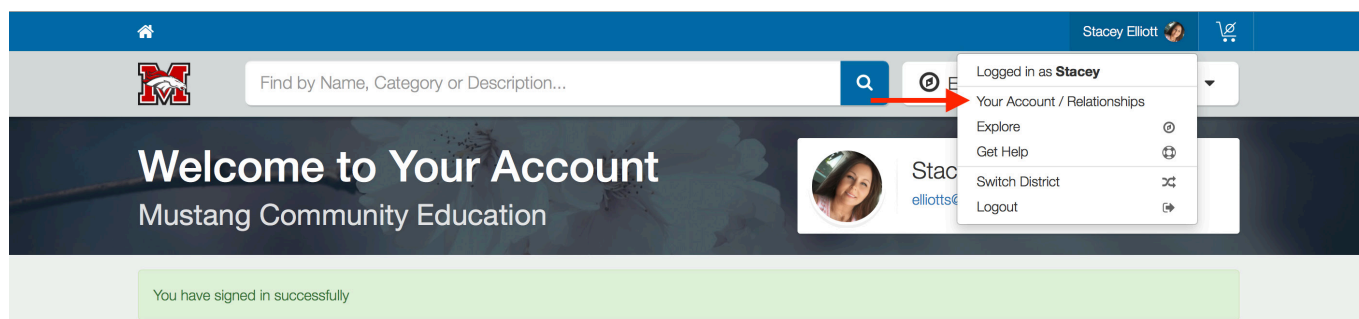 Stacey Elliott
M
Find by Name, Category or Description...
E
Logged in as Stacey
Your Account / Relationships
Explore
Get Help
Switch District
Logout
Welcome to Your Account
Mustang Community Education
Stac
elliotts@
You have signed in successfully